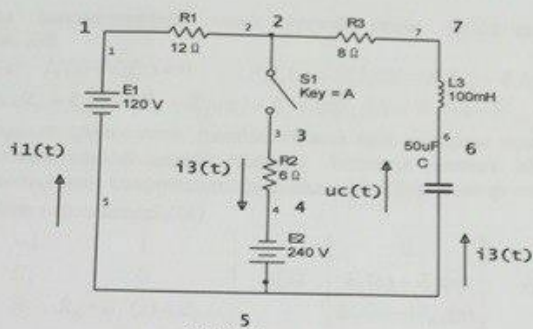 1
2
7
R1
R3
1
2
7
12 Ω
8 Ω
S1
Key = A
L3
100mH
E1
120 V
3
3
50uF
C
6
6
i1(t)
i3(t)
R2
6 Ω
uc(t)
4
4
5
E2
240 V
i3(t)
5